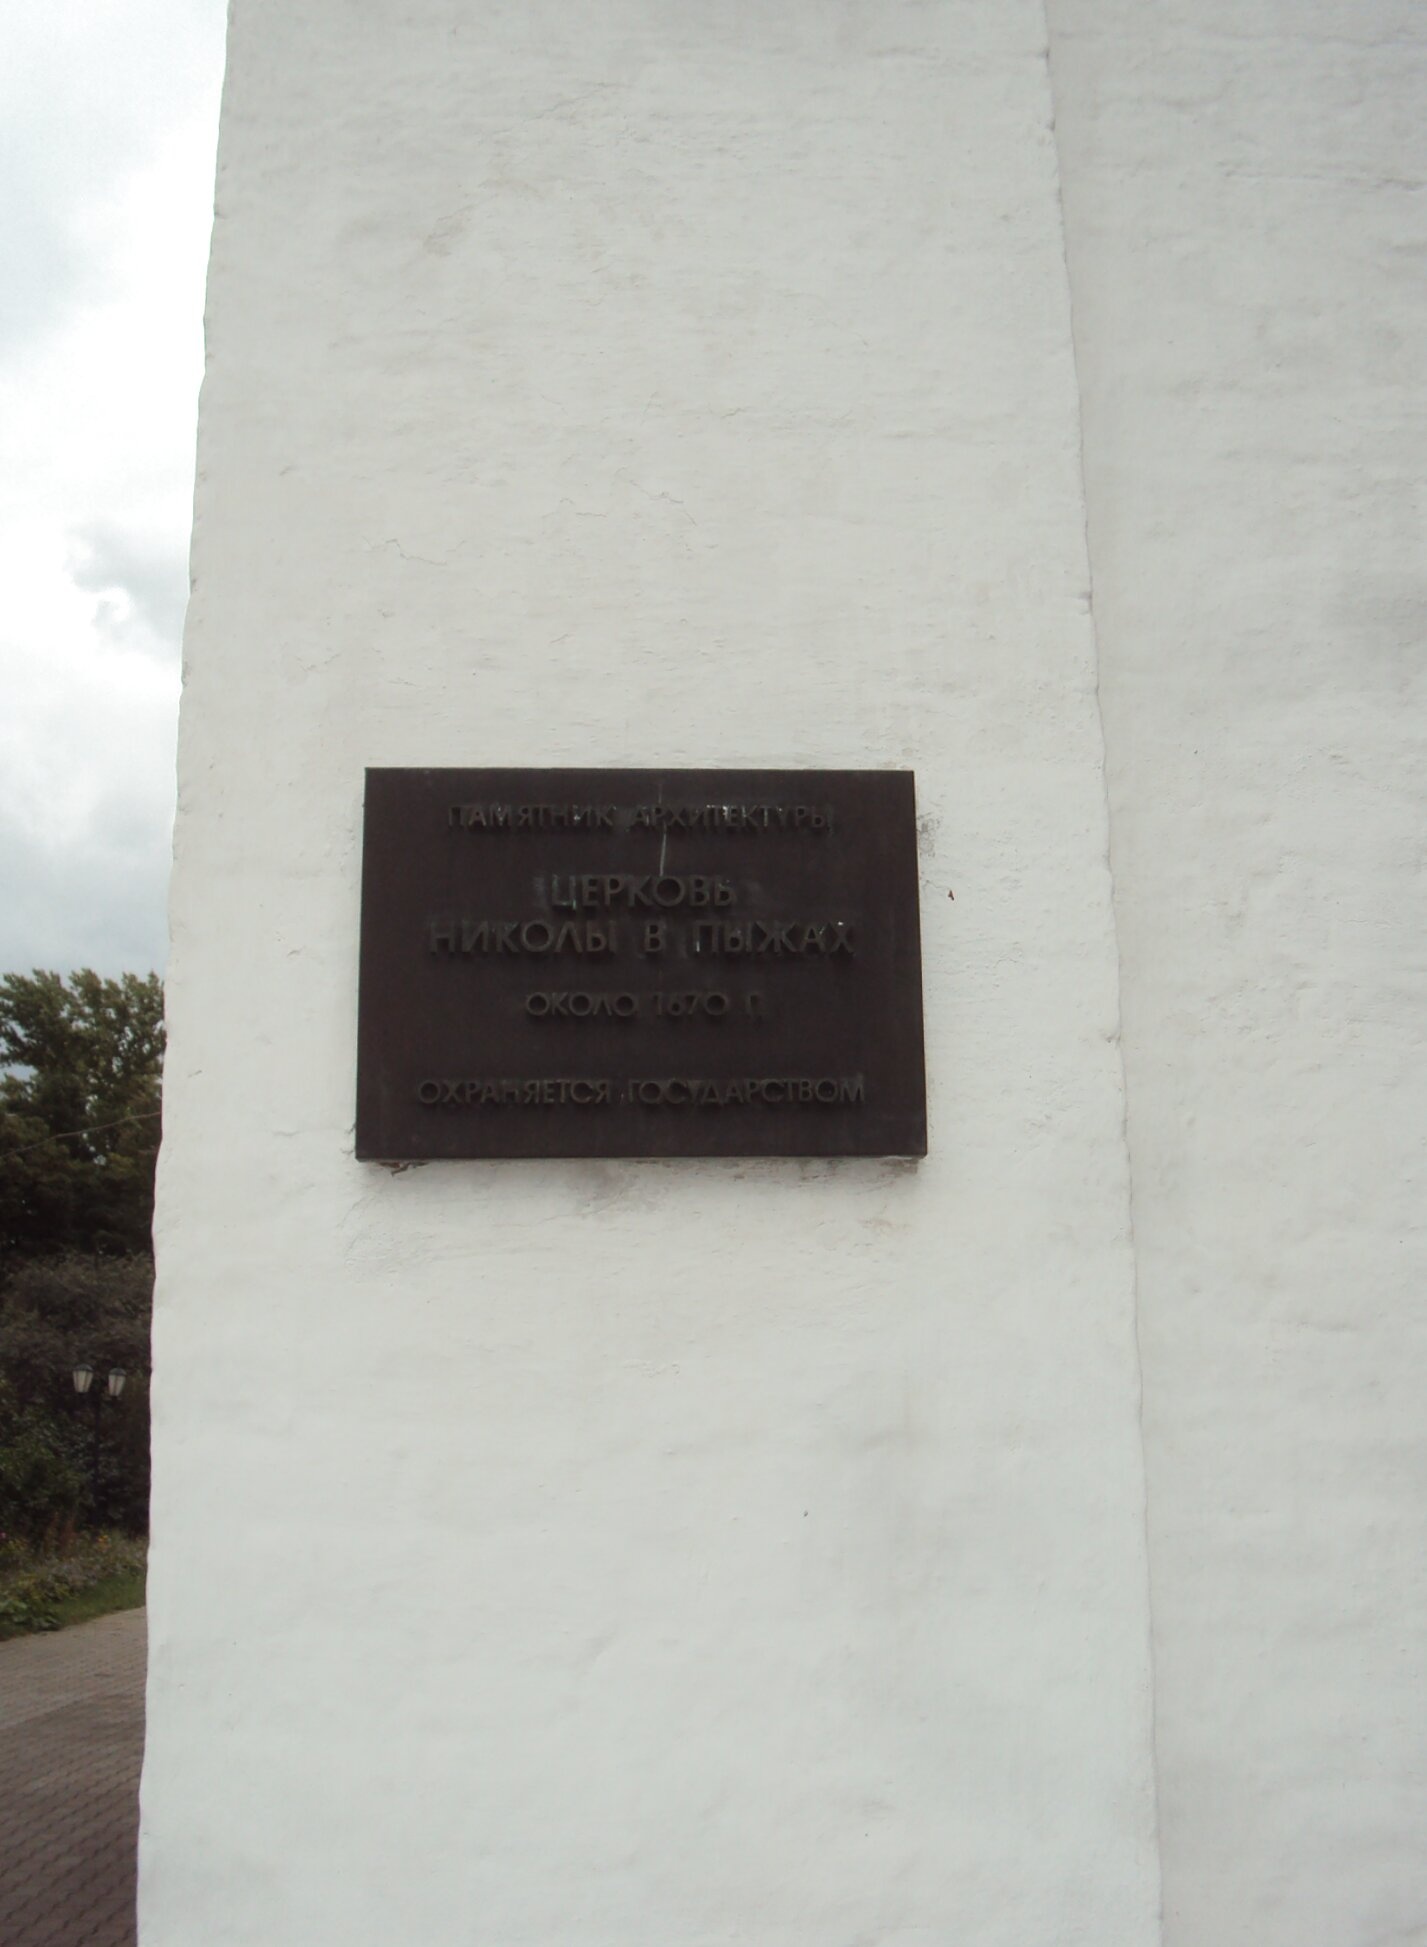 ПАМЯТНИК АРХИТЕКТУРЫ
ЦЕРКОВЬ
НИКОЛЫ В ПЫЖАХ
ОКОЛО 1670 Г.
ОХРАНЯЕТСЯ ГОСУДАРСТВОМ